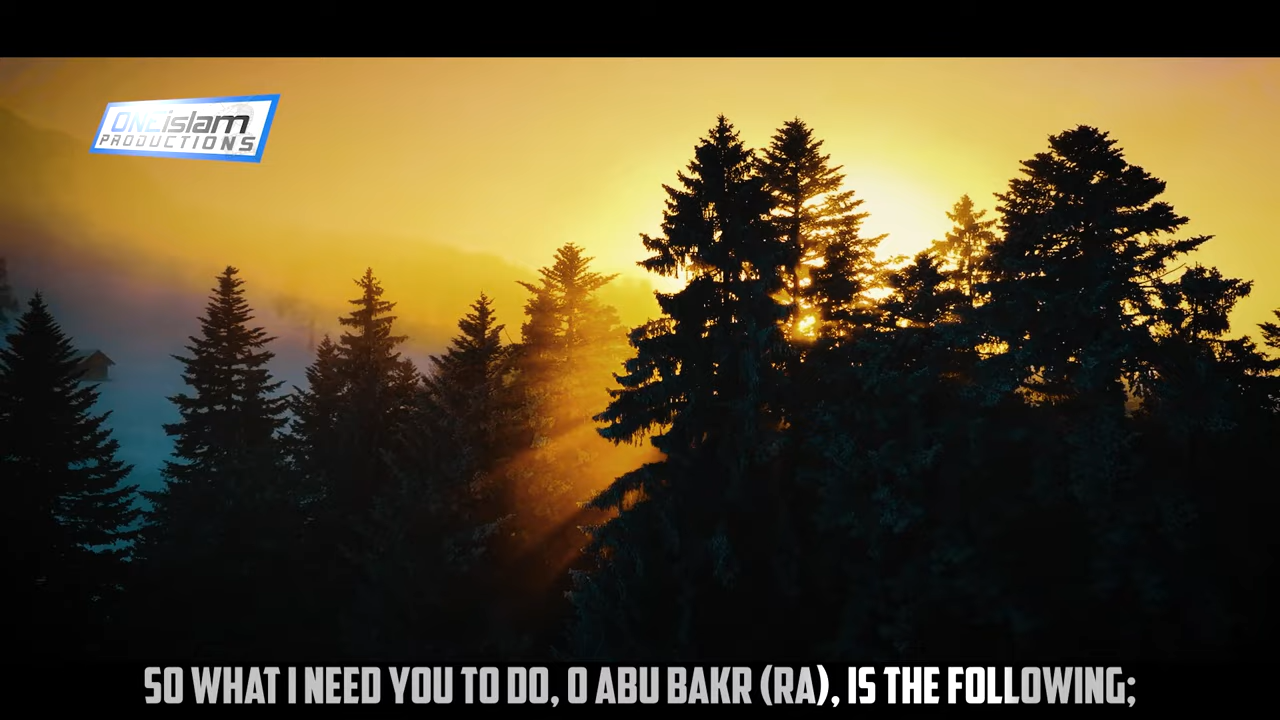 ONEislam
PRODUCTIONS
SO WHAT I NEED YOU TO DO, O ABU BAKR (RA), IS THE FOLLOWING;